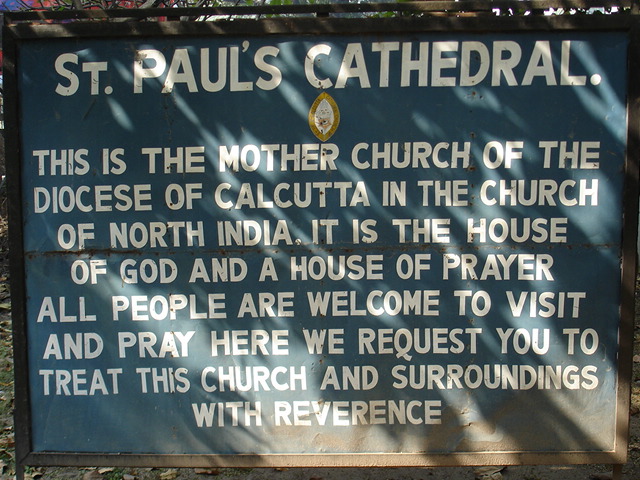 ST. PAUL'S CATHEDRAL.
THIS IS THE MOTHER CHURCH OF THE
DIOCESE OF CALCUTTA IN THE CHURCH
OF NORTH INDIA. IT IS THE HOUSE
OF GOD AND A HOUSE OF PRAYER
ALL PEOPLE ARE WELCOME TO VISIT
AND PRAY HERE WE REQUEST YOU TO
TREAT THIS CHURCH AND SURROUNDINGS
WITH REVERENCE